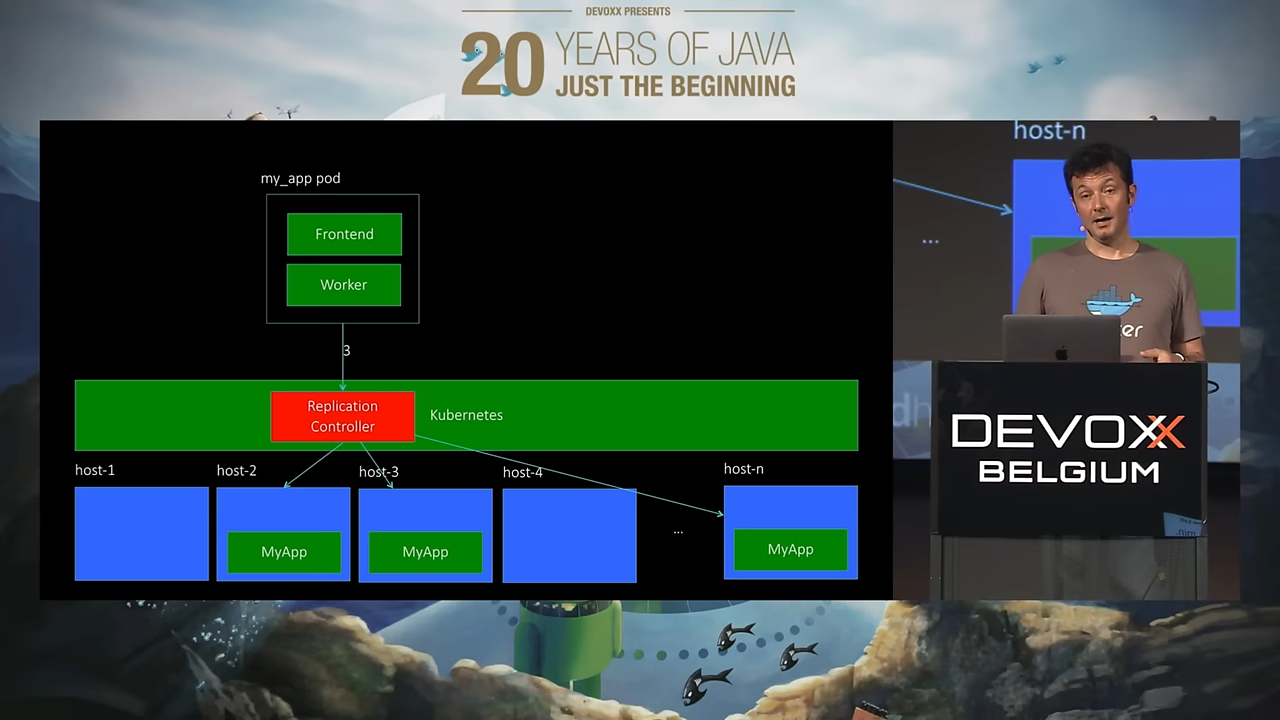 DEVOXX PRESENTS
20 YEARS OF JAVA
JUST THE BEGINNING
my_app pod
Frontend
Worker
3
Replication
Controller
Kubernetes
host-1
host-2
host-3
host-4
host-n
...
MyApp
MyApp
MyApp
host-n
...
DEVOXX
BELGIUM